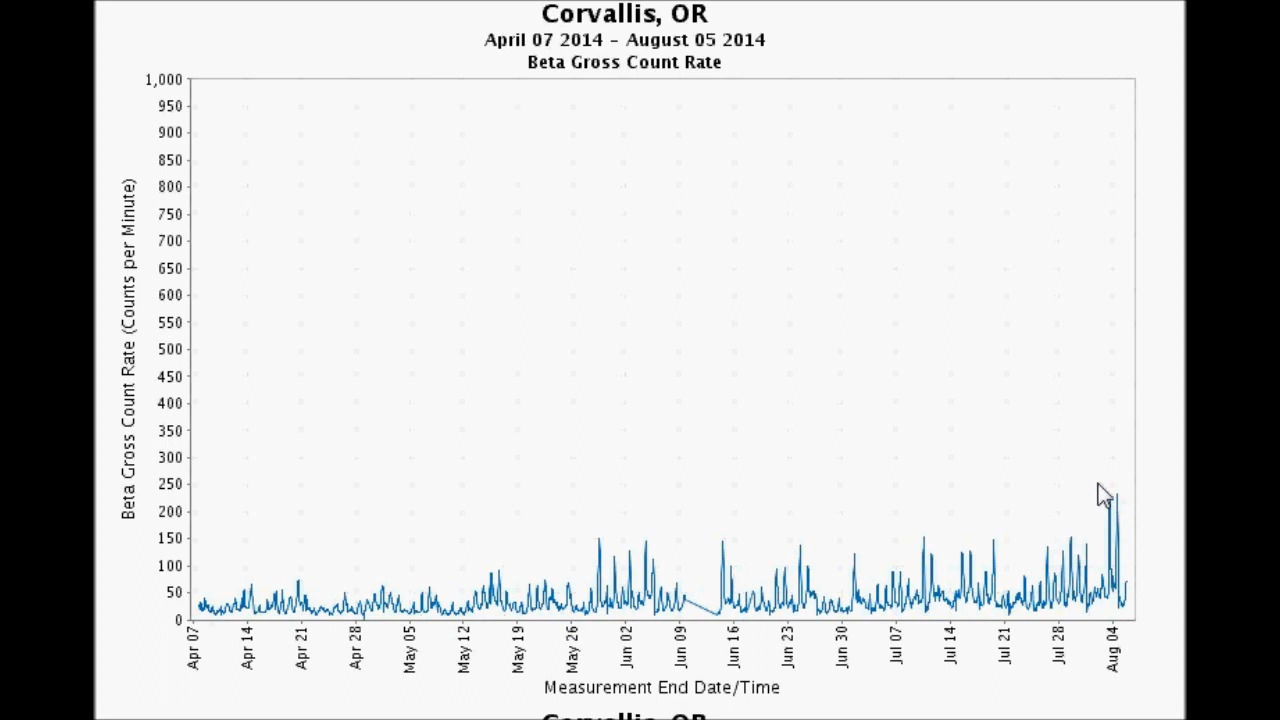 Corvallis, OR
April 07 2014 - August 05 2014
Beta Gross Count Rate
1,000
950
900
850
800
750
700
650
600
550
500
450
400
350
300
250
200
150
100
50
0
Beta Gross Count Rate (Counts per Minute)
Apr 07
Apr 14
Apr 21
Apr 28
May 05
May 12
May 19
May 26
Jun 02
Jun 09
Jun 16
Jun 23
Jun 30
Jul 07
Jul 14
Jul 21
Jul 28
Aug 04
Measurement End Date/Time
Corvallis, OR